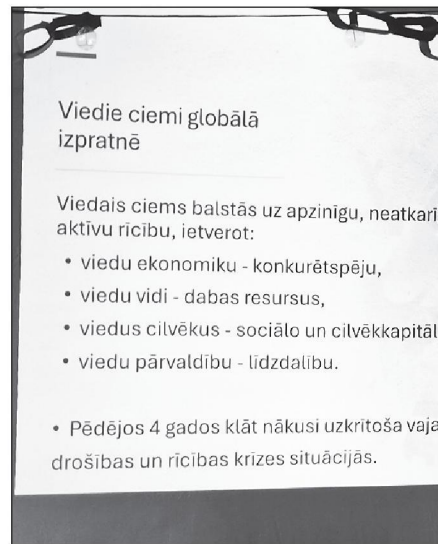 Viedie ciemi globālā
izpratnē
Viedais ciems balstās uz apzinīgu, neatkarī
aktīvu rīcību, ietverot:
• viedu ekonomiku - konkurētspēju,
• viedu vidi - dabas resursus,
• viedus cilvēkus - sociālo un cilvēkkapitāl
• viedu pārvaldību - līdzdalību.
• Pēdējos 4 gados klāt nākusi uzkrītoša vaja
drošības un rīcības krīzes situācijās.